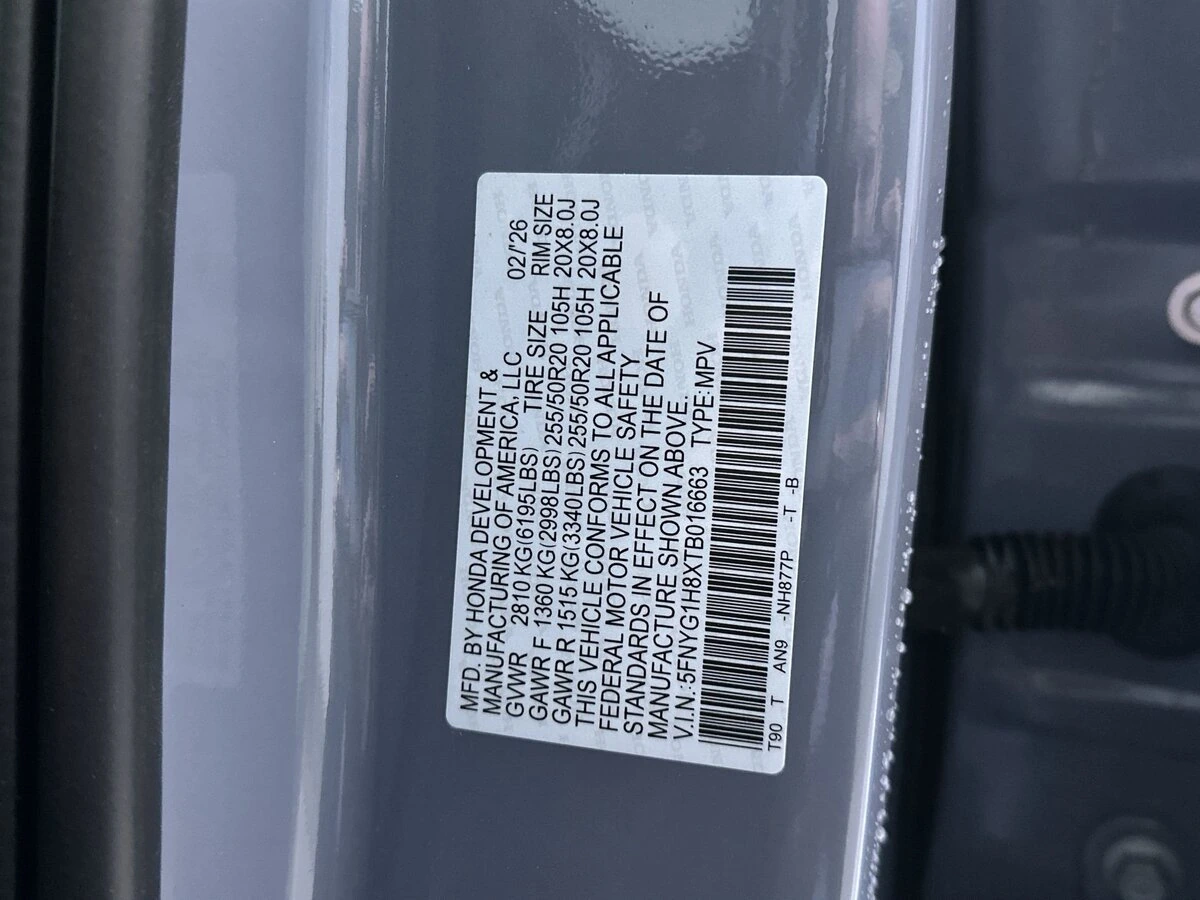 MFD. BY HONDA DEVELOPMENT &
MANUFACTURING OF AMERICA, LLC 02/'26
GVWR 2810 KG(6195LBS) TIRE SIZE RIM SIZE
GAWR F 1360 KG(2998LBS) 255/50R20 105H 20X8.0J
GAWR R 1515 KG(3340LBS) 255/50R20 105H 20X8.0J
THIS VEHICLE CONFORMS TO ALL APPLICABLE
FEDERAL MOTOR VEHICLE SAFETY
STANDARDS IN EFFECT ON THE DATE OF
MANUFACTURE SHOWN ABOVE.
V.I.N.:5FNYG1H8XTB016663 TYPE:MPV
T90 T AN9 -NH877P -T -B